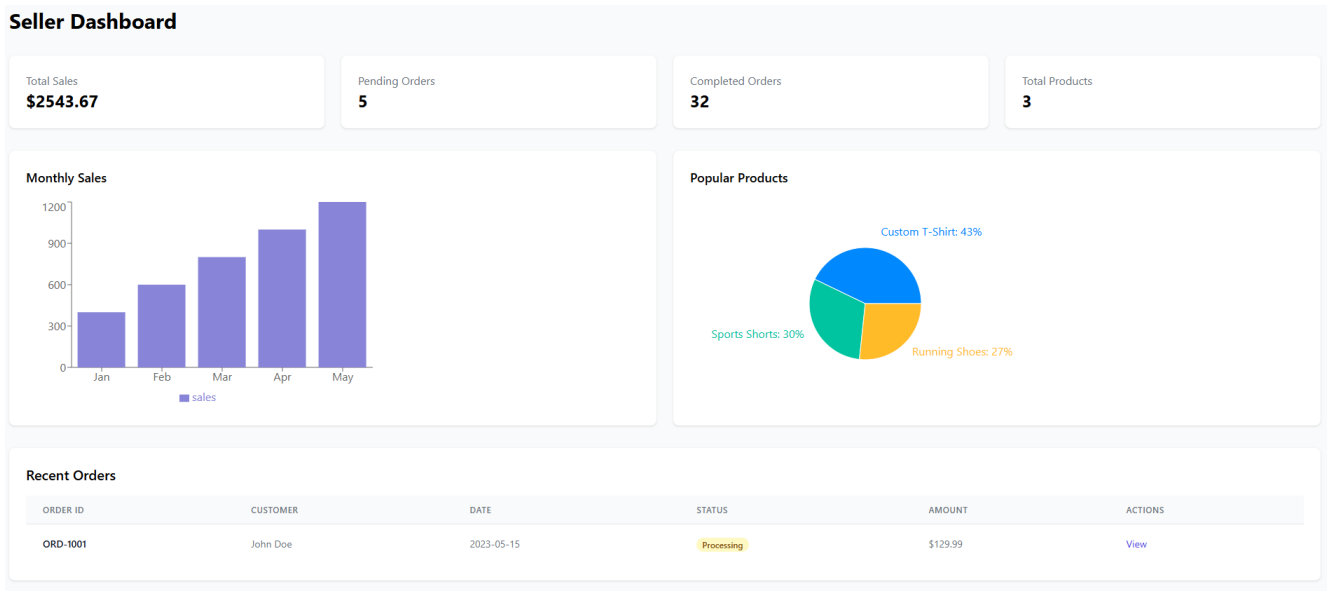 Seller Dashboard
Total Sales
$2543.67
Pending Orders
5
Completed Orders
32
Total Products
3
Monthly Sales
1200
900
600
300
0
Jan Feb Mar Apr May
sales
Popular Products
Custom T-Shirt: 43%
Sports Shorts: 30%
Running Shoes: 27%
Recent Orders
ORDER ID CUSTOMER DATE STATUS AMOUNT ACTIONS
ORD-1001 John Doe 2023-05-15 Processing $129.99 View